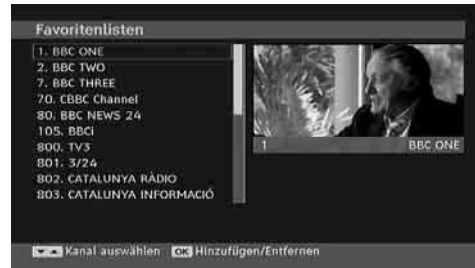 Favoritenlisten
1. BBC ONE
2. BBC TWO
7. BBC THREE
70. CBBC Channel
80. BBC NEWS 24
105. BBCi
800. TV3
801. 3/24
802. CATALUNYA RÀDIO
803. CATALUNYA INFORMACIÓ
1 BBC ONE
Kanal auswählen OK Hinzufügen/Entfernen